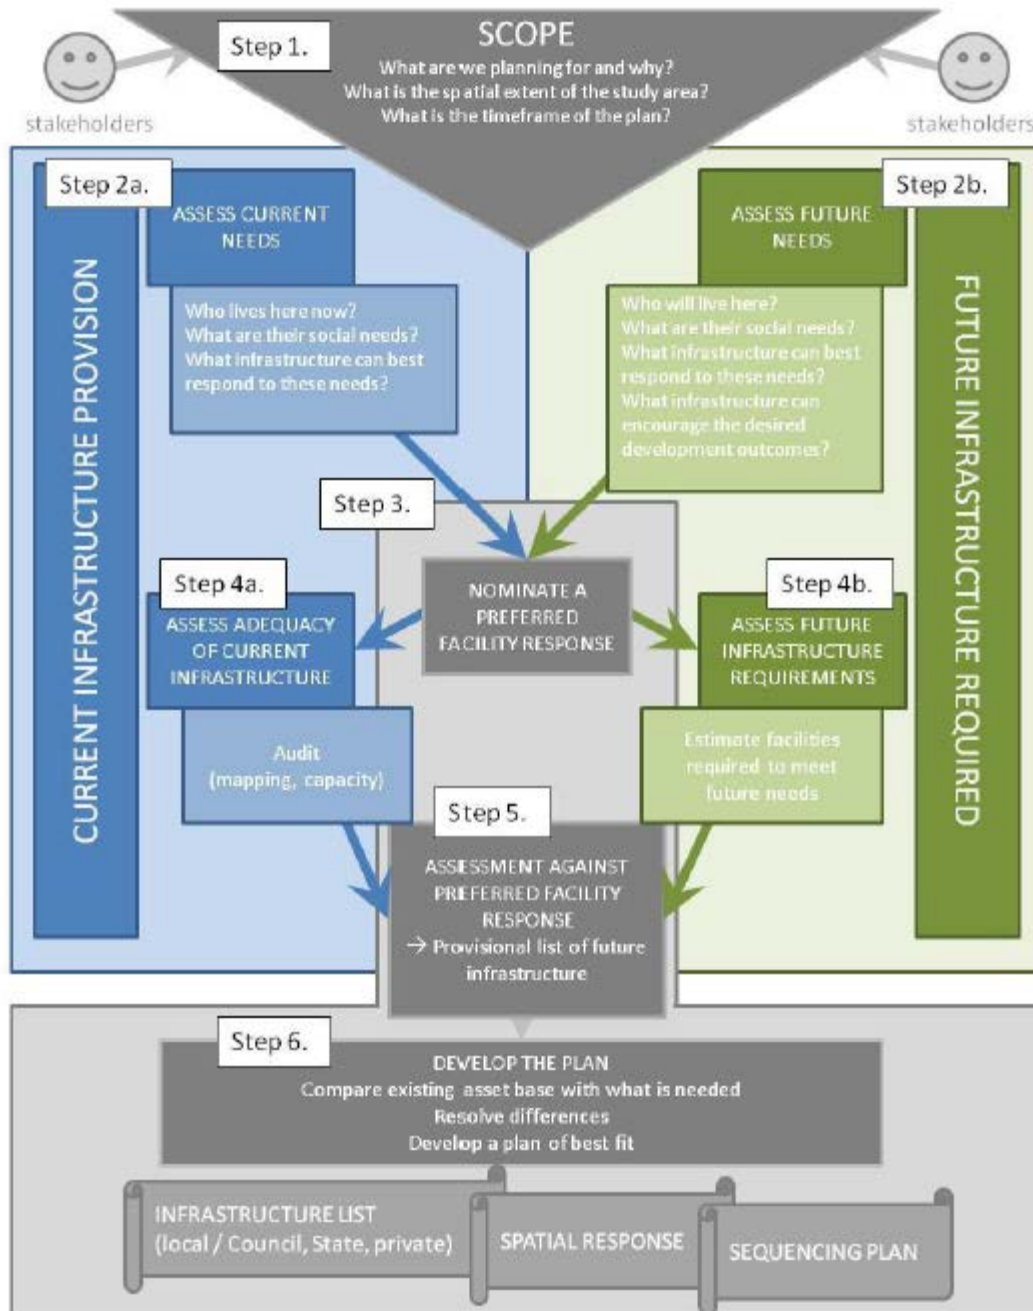 Step 1.
SCOPE
What are we planning for and why?
What is the spatial extent of the study area?
What is the timeframe of the plan?
stakeholders
stakeholders
Step 2a.
ASSESS CURRENT
NEEDS
Who lives here now?
What are their social needs?
What infrastructure can best
respond to these needs?
CURRENT INFRASTRUCTURE PROVISION
Step 2b.
ASSESS FUTURE
NEEDS
Who will live here?
What are their social needs?
What infrastructure can best
respond to these needs?
What infrastructure can
encourage the desired
development outcomes?
FUTURE INFRASTRUCTURE REQUIRED
Step 3.
NOMINATE A
PREFERRED
FACILITY RESPONSE
Step 4a.
ASSESS ADEQUACY
OF CURRENT
INFRASTRUCTURE
Audit
(mapping, capacity)
Step 4b.
ASSESS FUTURE
INFRASTRUCTURE
REQUIREMENTS
Estimate facilities
required to meet
future needs
Step 5.
ASSESSMENT AGAINST
PREFERRED FACILITY
RESPONSE
→ Provisional list of future
infrastructure
Step 6.
DEVELOP THE PLAN
Compare existing asset base with what is needed
Resolve differences
Develop a plan of best fit
INFRASTRUCTURE LIST
(local / Council, State, private)
SPATIAL RESPONSE
SEQUENCING PLAN